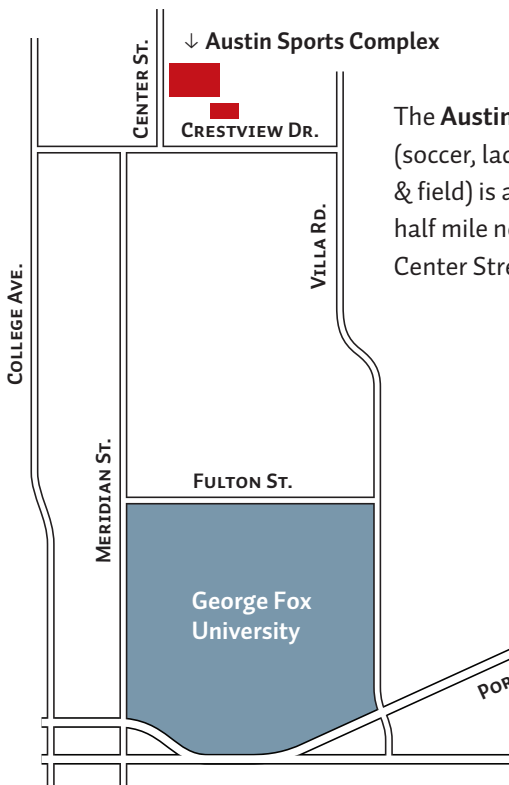 ↓ Austin Sports Complex
CENTER ST.
CRESTVIEW DR.
The Austin
(soccer,
& field) is
half mile
Center
VILLA RD.
COLLEGE AVE.
MERIDIAN ST.
FULTON ST.
George Fox
University